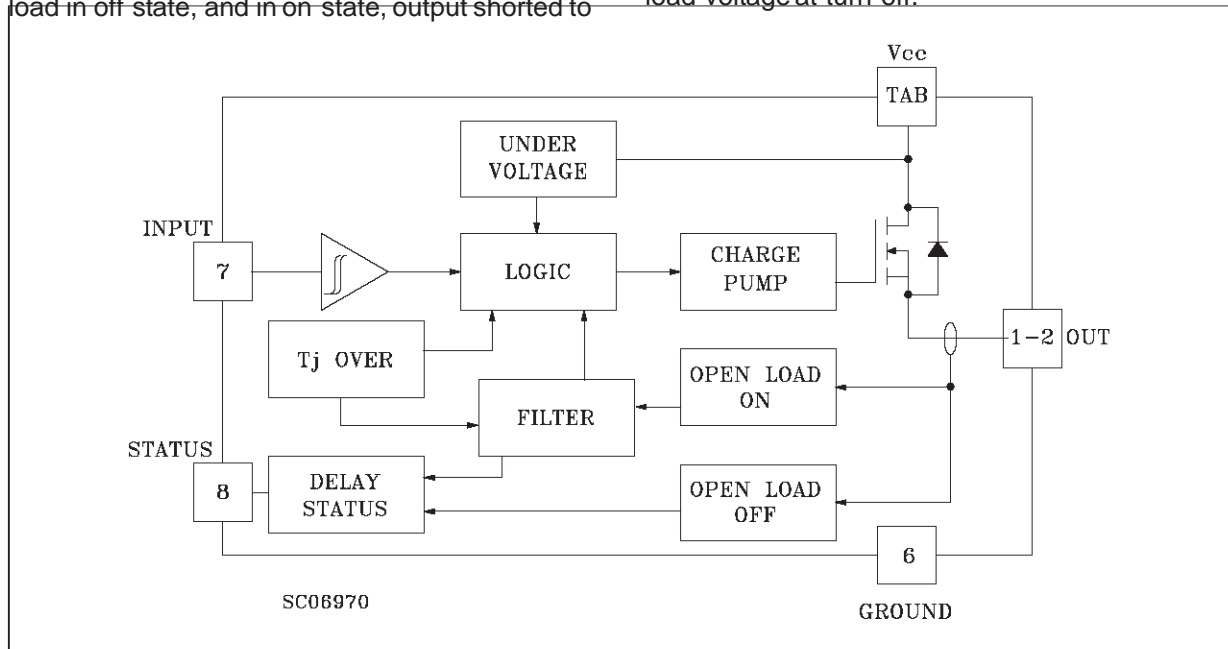 load in off state, and in on state, output shorted to
load voltage at turn-off.
Vcc
TAB
UNDER
VOLTAGE
INPUT
7
LOGIC
CHARGE
PUMP
1-2 OUT
Tj OVER
OPEN LOAD
ON
FILTER
STATUS
8
DELAY
STATUS
OPEN LOAD
OFF
6
SC06970
GROUND